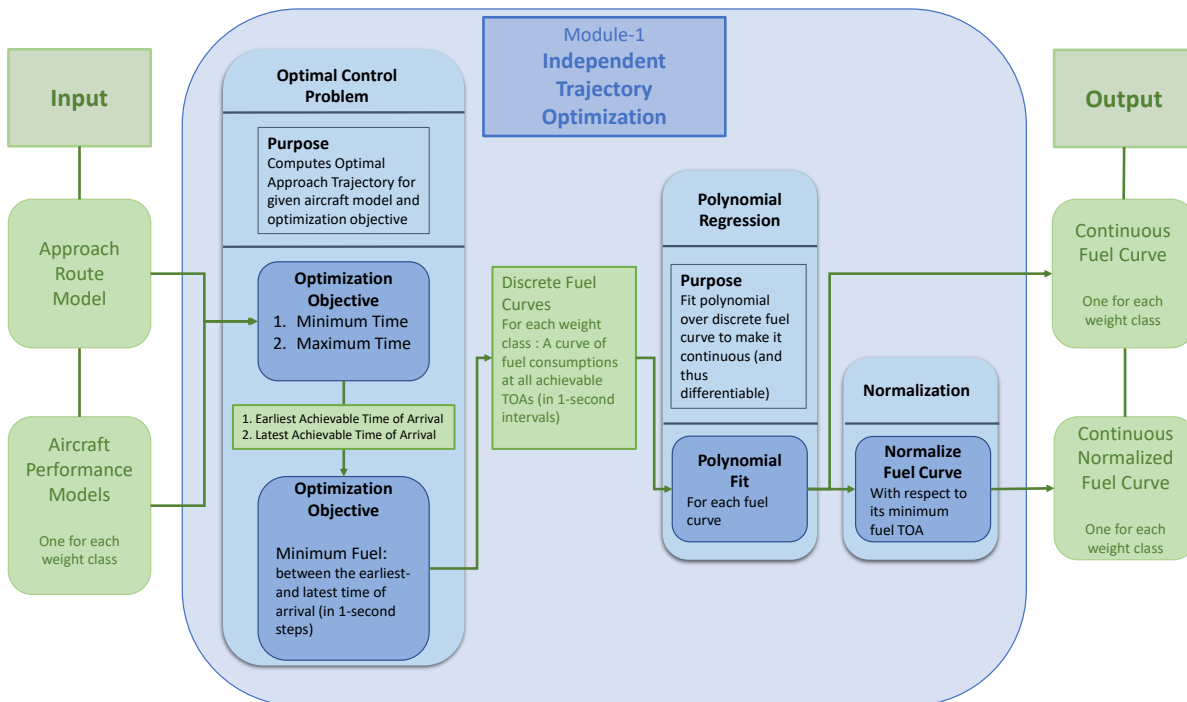 Module-1
Independent
Trajectory
Optimization
Input
Approach
Route
Model
Aircraft
Performance
Models
One for each
weight class
Optimal Control
Problem
Purpose
Computes Optimal
Approach Trajectory for
given aircraft model and
optimization objective
Optimization
Objective
1. Minimum Time
2. Maximum Time
1. Earliest Achievable Time of Arrival
2. Latest Achievable Time of Arrival
Optimization
Objective
Minimum Fuel:
between the earliest-
and latest time of
arrival (in 1-second
steps)
Discrete Fuel
Curves
For each weight
class : A curve of
fuel consumptions
at all achievable
TOAs (in 1-second
intervals)
Polynomial
Regression
Purpose
Fit polynomial
over discrete fuel
curve to make it
continuous (and
thus
differentiable)
Polynomial
Fit
For each fuel
curve
Normalization
Normalize Fuel Curve
With respect to
its minimum
fuel TOA
Output
Continuous
Fuel Curve
One for each
weight class
Continuous
Normalized
Fuel Curve
One for each
weight class